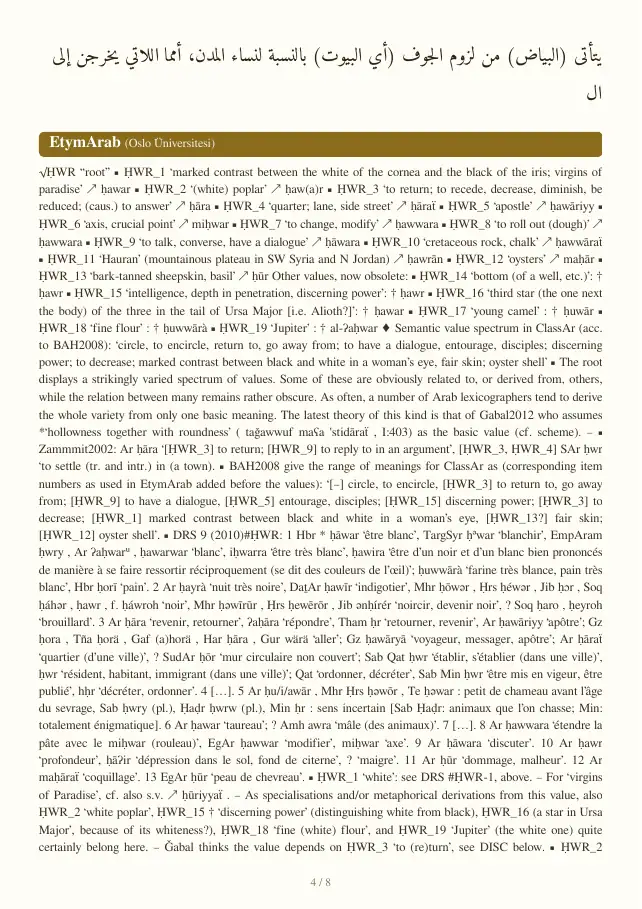 يتأتى (البياض) من لزوم الجوف (أي البيوت) بالنسبة لنساء المدن، أمما اللاتي يخرجن إلى
ال
EtymArab (Oslo Üniversitesi)
√ḤWR “root” ▪ ḤWR_1 ‘marked contrast between the white of the cornea and the black of the iris; virgins of
paradise’ ↗ ḥawar ▪ ḤWR_2 ‘(white) poplar’ ↗ ḥaw(a)r ▪ ḤWR_3 ‘to return; to recede, decrease, diminish, be
reduced; (caus.) to answer’ ↗ ḥāra ▪ ḤWR_4 ‘quarter; lane, side street’ ↗ ḥāraẗ ▪ ḤWR_5 ‘apostle’ ↗ ḥawāriyy ▪
ḤWR_6 ‘axis, crucial point’ ↗ miḥwar ▪ ḤWR_7 ‘to change, modify’ ↗ ḥawwara ▪ ḤWR_8 ‘to roll out (dough)’ ↗
ḥawwara ▪ ḤWR_9 ‘to talk, converse, have a dialogue’ ↗ ḥāwara ▪ ḤWR_10 ‘cretaceous rock, chalk’ ↗ ḥawwāraẗ
▪ ḤWR_11 ‘Hauran’ (mountainous plateau in SW Syria and N Jordan) ↗ ḥawrān ▪ ḤWR_12 ‘oysters’ ↗ maḥār ▪
ḤWR_13 ‘bark-tanned sheepskin, basil’ ↗ ḥūr Other values, now obsolete: ▪ ḤWR_14 ‘bottom (of a well, etc.)’: †
ḥawr ▪ ḤWR_15 ‘intelligence, depth in penetration, discerning power’: † ḥawr ▪ ḤWR_16 ‘third star (the one next
the body) of the three in the tail of Ursa Major [i.e. Alioth?]’: † ḥawar ▪ ḤWR_17 ‘young camel’ : † ḥuwār ▪
ḤWR_18 ‘fine flour’ : † ḥuwwārà ▪ ḤWR_19 ‘Jupiter’ : † al-ʔaḥwar ♦ Semantic value spectrum in ClassAr (acc.
to BAH2008): ‘circle, to encircle, return to, go away from; to have a dialogue, entourage, disciples; discerning
power; to decrease; marked contrast between black and white in a woman’s eye, fair skin; oyster shell’ ▪ The root
displays a strikingly varied spectrum of values. Some of these are obviously related to, or derived from, others,
while the relation between many remains rather obscure. As often, a number of Arab lexicographers tend to derive
the whole variety from only one basic meaning. The latest theory of this kind is that of Gabal2012 who assumes
*‘hollowness together with roundness’ ( taǧawwuf maʕa ’stidāraẗ , I:403) as the basic value (cf. scheme). – ▪
Zammmit2002: Ar ḥāra ‘[ḤWR_3] to return; [ḤWR_9] to reply to in an argument’, [ḤWR_3, ḤWR_4] SAr ḥwr
‘to settle (tr. and intr.) in (a town). ▪ BAH2008 give the range of meanings for ClassAr as (corresponding item
numbers as used in EtymArab added before the values): ‘[–] circle, to encircle, [ḤWR_3] to return to, go away
from; [ḤWR_9] to have a dialogue, [ḤWR_5] entourage, disciples; [ḤWR_15] discerning power; [ḤWR_3] to
decrease; [ḤWR_1] marked contrast between black and white in a woman’s eye, [ḤWR_13?] fair skin;
[ḤWR_12] oyster shell’. ▪ DRS 9 (2010)#ḤWR: 1 Hbr * ḥāwar ‘être blanc’, TargSyr ḥᵃwar ‘blanchir’, EmpAram
ḥwry , Ar ʔaḥwarᵘ , ḥawarwar ‘blanc’, iḥwarra ‘être très blanc’, ḥawira ‘être d’un noir et d’un blanc bien prononcés
de manière à se faire ressortir réciproquement (se dit des couleurs de l’œil)’; ḥuwwārà ‘farine très blance, pain très
blanc’, Hbr ḥorī ‘pain’. 2 Ar ḥayrà ‘nuit très noire’, DaṯAr ḥawīr ‘indigotier’, Mhr ḥōwər , Ḥrs ḥéwər , Jib ḥor , Soq
ḥáhər , ḥawr , f. ḥáwroh ‘noir’, Mhr ḥəwīrūr , Ḥrs ḥewērōr , Jib ənḥírér ‘noircir, devenir noir’, ? Soq ḥaro , ḥeyroh
‘brouillard’. 3 Ar ḥāra ‘revenir, retourner’, ʔaḥāra ‘répondre’, Tham ḥr ‘retourner, revenir’, Ar ḥawāriyy ‘apôtre’; Gz
ḥora , Tña ḥorä , Gaf (a)horä , Har ḥāra , Gur wärä ‘aller’; Gz ḥawāryā ‘voyageur, messager, apôtre’; Ar ḥāraẗ
‘quartier (d’une ville)’, ? SudAr ḥōr ‘mur circulaire non couvert’; Sab Qat ḥwr ‘établir, s’établier (dans une ville)’,
ḥwr ‘résident, habitant, immigrant (dans une ville)’; Qat ‘ordonner, décréter’, Sab Min ḥwr ‘être mis en vigeur, être
publié’, hḥr ‘décréter, ordonner’. 4 […]. 5 Ar ḥu/i/awār , Mhr Ḥrs ḥəwōr , Te ḥəwar : petit de chameau avant l’âge
du sevrage, Sab ḥwry (pl.), Ḥaḍr ḥwrw (pl.), Min ḥr : sens incertain [Sab Ḥaḍr: animaux que l’on chasse; Min:
totalement énigmatique]. 6 Ar ḥawar ‘taureau’; ? Amh awra ‘mâle (des animaux)’. 7 […]. 8 Ar ḥawwara ‘étendre la
pâte avec le miḥwar (rouleau)’, EgAr ḥawwar ‘modifier’, miḥwar ‘axe’. 9 Ar ḥāwara ‘discuter’. 10 Ar ḥawr
‘profondeur’, ḥāʔir ‘dépression dans le sol, fond de citerne’, ? ‘maigre’. 11 Ar ḥūr ‘dommage, malheur’. 12 Ar
maḥāraẗ ‘coquillage’. 13 EgAr ḥūr ‘peau de chevreau’. ▪ ḤWR_1 ‘white’: see DRS #ḤWR-1, above. – For ‘virgins
of Paradise’, cf. also s.v. ↗ ḥūriyyaẗ . – As specialisations and/or metaphorical derivations from this value, also
ḤWR_2 ‘white poplar’, ḤWR_15 † ‘discerning power’ (distinguishing white from black), ḤWR_16 (a star in Ursa
Major’, because of its whiteness?), ḤWR_18 ‘fine (white) flour’, and ḤWR_19 ‘Jupiter’ (the white one) quite
certainly belong here. – Ǧabal thinks the value depends on ḤWR_3 ‘to (re)turn’, see DISC below. ▪ ḤWR_2
4 / 8